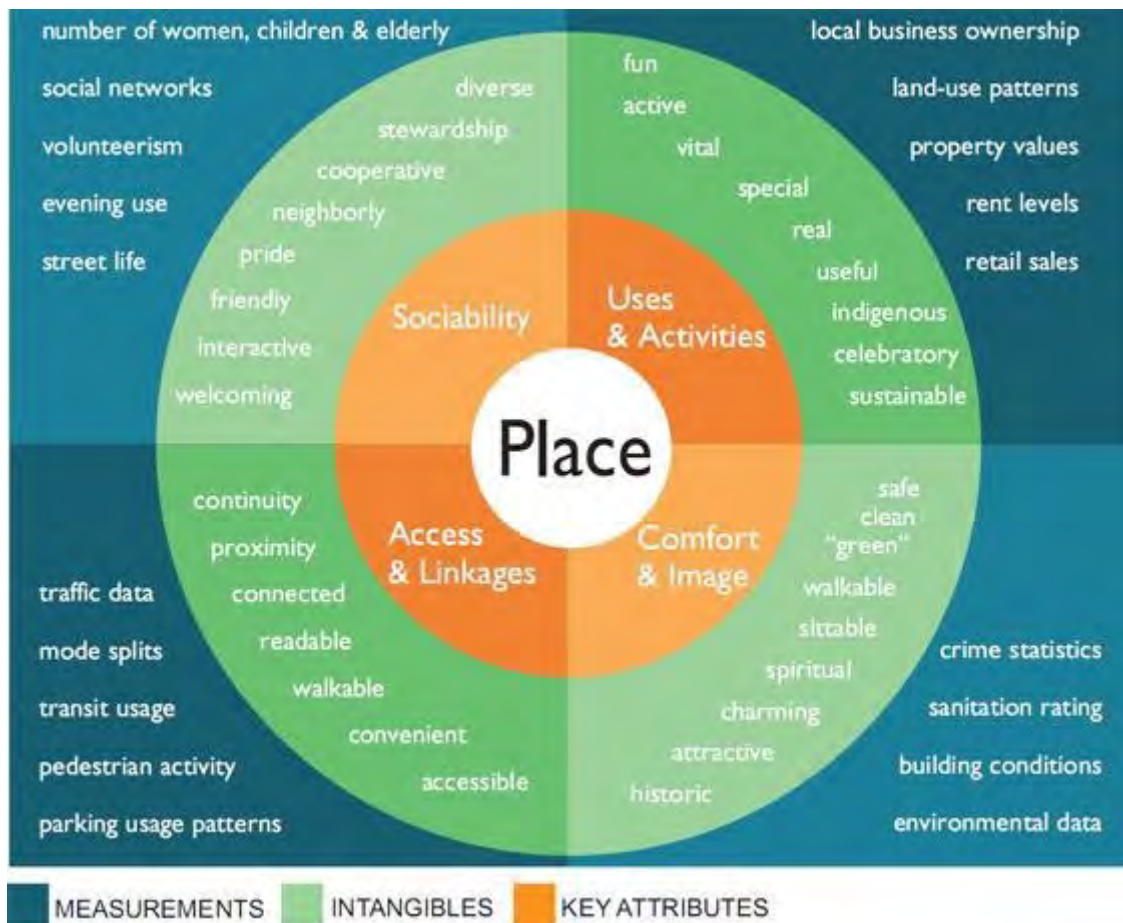 number of women, children & elderly
social networks
volunteerism
evening use
street life
diverse
stewardship
cooperative
neighborly
pride
friendly
interactive
welcoming
Sociability
fun
active
vital
special
real
useful
indigenous
celebratory
sustainable
Uses
& Activities
local business ownership
land-use patterns
property values
rent levels
retail sales
Place
continuity
proximity
connected
readable
walkable
convenient
accessible
Access
& Linkages
traffic data
mode splits
transit usage
pedestrian activity
parking usage patterns
Comfort
& Image
safe
clean
"green"
walkable
sittable
spiritual
charming
attractive
historic
crime statistics
sanitation rating
building conditions
environmental data
MEASUREMENTS
INTANGIBLES
KEY ATTRIBUTES